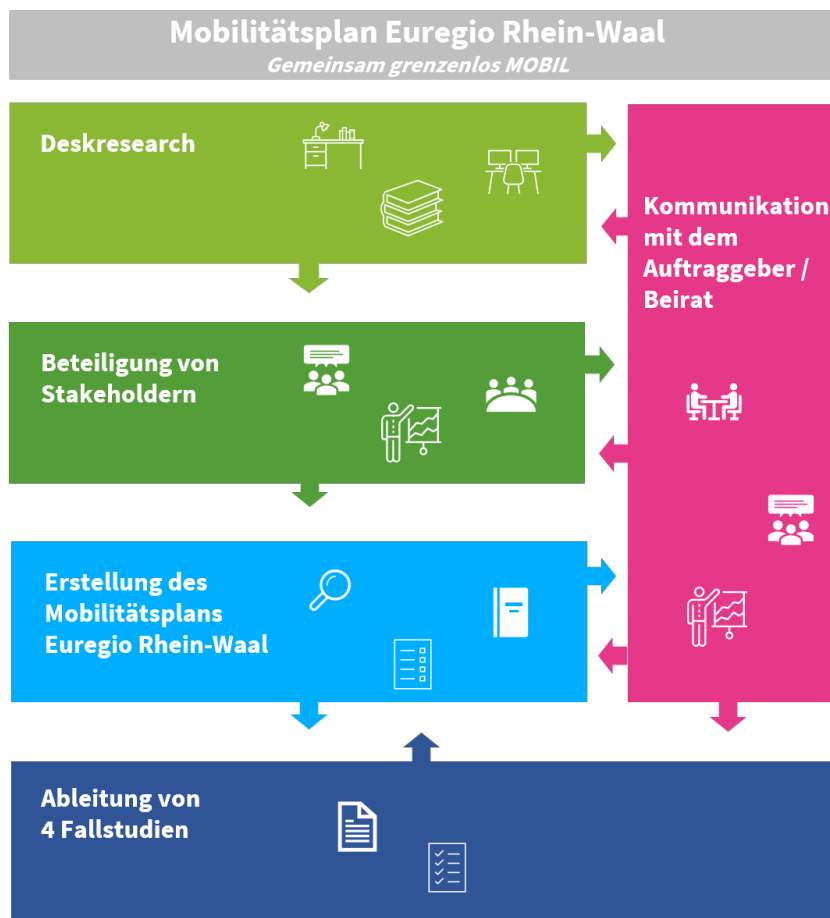 Mobilitätsplan Euregio Rhein-Waal
Gemeinsam grenzenlos MOBIL
Deskresearch
Kommunikation
mit dem
Auftraggeber /
Beirat
Beteiligung von
Stakeholdern
Erstellung des
Mobilitätsplans
Euregio Rhein-Waal
Ableitung von
4 Fallstudien